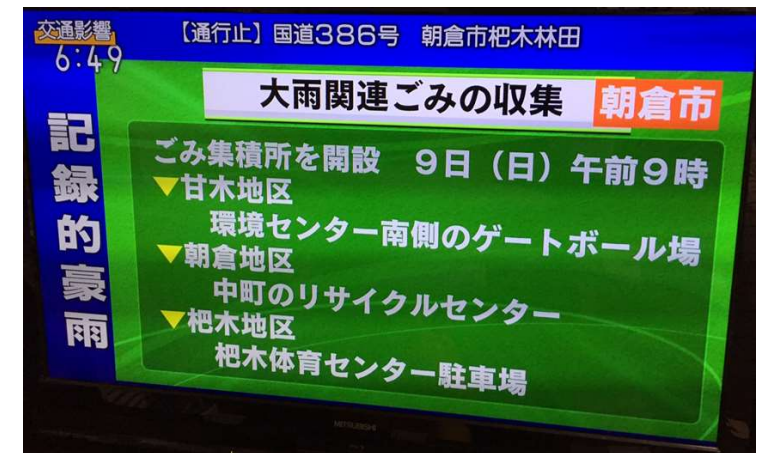 交通影響
【通行止】国道386号 朝倉市杷木林田
6:49
大雨関連ごみの収集 朝倉市
記録的豪雨
ごみ集積所を開設 9日（日）午前9時
▼甘木地区
環境センター南側のゲートボール場
▼朝倉地区
中町のリサイクルセンター
▼杷木地区
杷木体育センター駐車場
MITSUBISHI